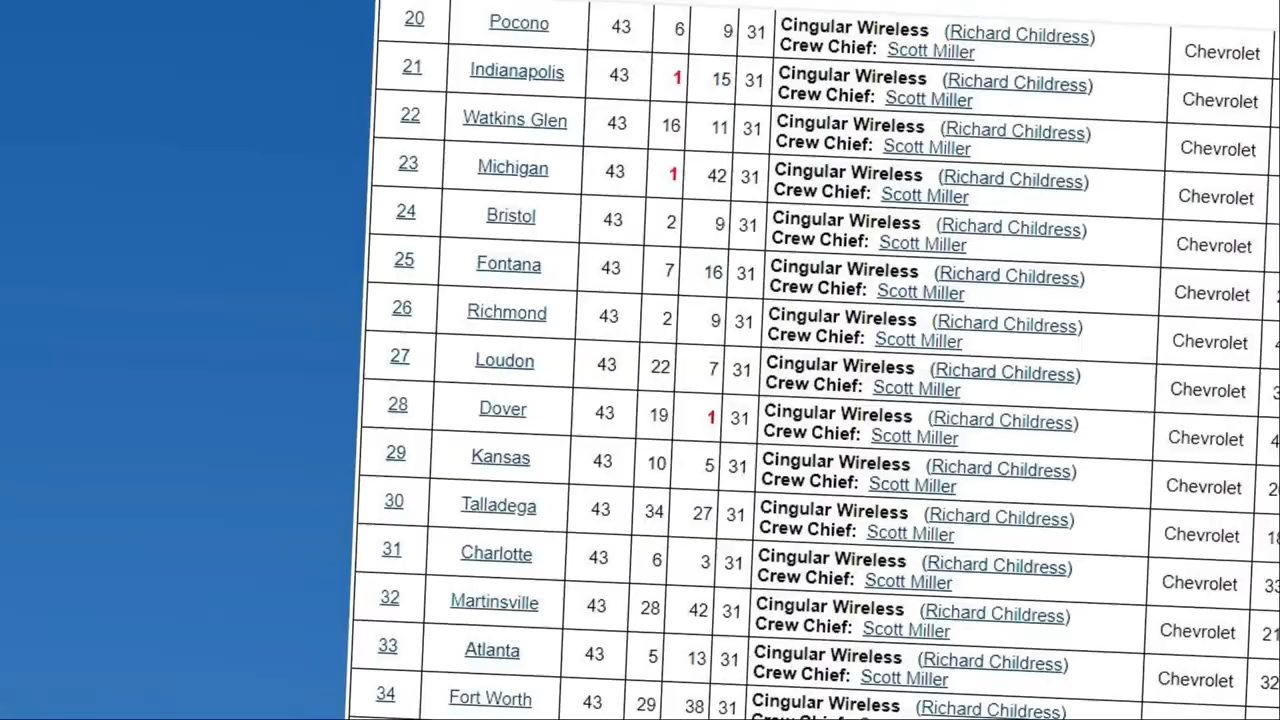 20 Pocono 43 6 9 31 Cingular Wireless (Richard Childress) Chevrolet
Crew Chief: Scott Miller
21 Indianapolis 43 1 15 31 Cingular Wireless (Richard Childress) Chevrolet
Crew Chief: Scott Miller
22 Watkins Glen 43 16 11 31 Cingular Wireless (Richard Childress) Chevrolet
Crew Chief: Scott Miller
23 Michigan 43 1 42 31 Cingular Wireless (Richard Childress) Chevrolet
Crew Chief: Scott Miller
24 Bristol 43 2 9 31 Cingular Wireless (Richard Childress) Chevrolet
Crew Chief: Scott Miller
25 Fontana 43 7 16 31 Cingular Wireless (Richard Childress) Chevrolet
Crew Chief: Scott Miller
26 Richmond 43 2 9 31 Cingular Wireless (Richard Childress) Chevrolet
Crew Chief: Scott Miller
27 Loudon 43 22 7 31 Cingular Wireless (Richard Childress) Chevrolet
Crew Chief: Scott Miller
28 Dover 43 19 1 31 Cingular Wireless (Richard Childress) Chevrolet
Crew Chief: Scott Miller
29 Kansas 43 10 5 31 Cingular Wireless (Richard Childress) Chevrolet
Crew Chief: Scott Miller
30 Talladega 43 34 27 31 Cingular Wireless (Richard Childress) Chevrolet
Crew Chief: Scott Miller
31 Charlotte 43 6 3 31 Cingular Wireless (Richard Childress) Chevrolet
Crew Chief: Scott Miller
32 Martinsville 43 28 42 31 Cingular Wireless (Richard Childress) Chevrolet
Crew Chief: Scott Miller
33 Atlanta 43 5 13 31 Cingular Wireless (Richard Childress) Chevrolet
Crew Chief: Scott Miller
34 Fort Worth 43 29 38 31 Cingular Wireless (Richard Childress)